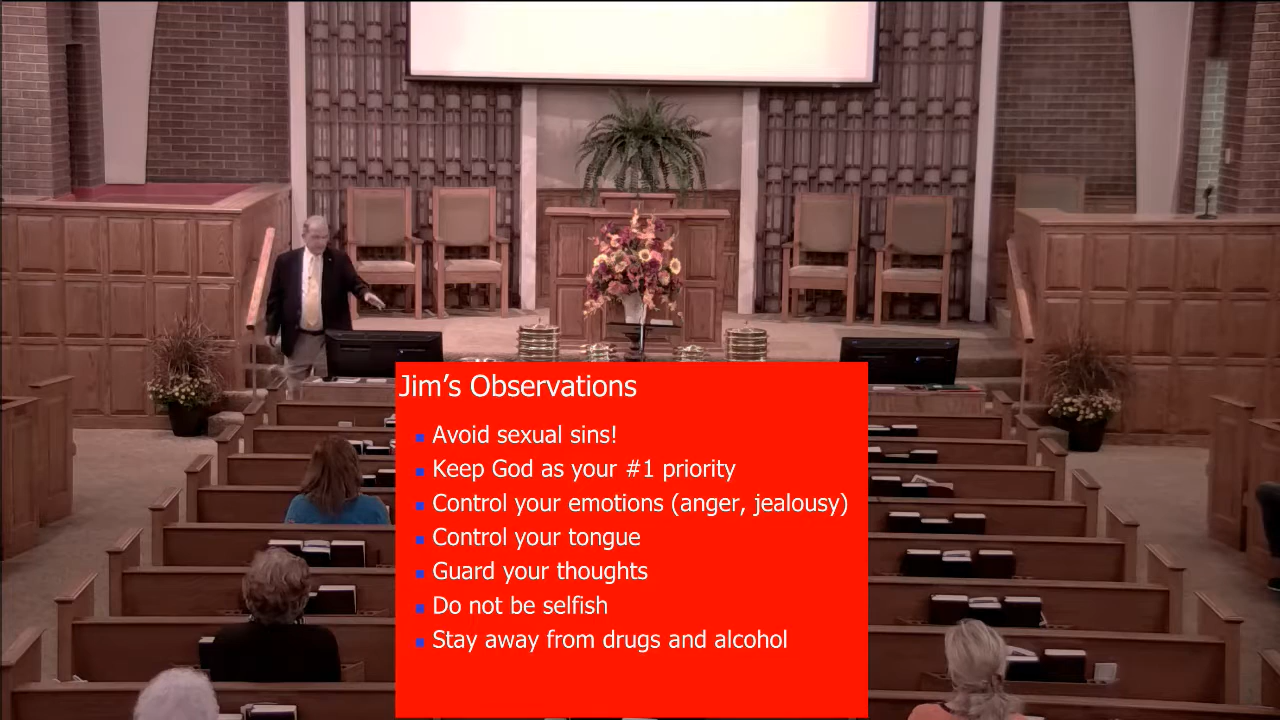 Jim's Observations
Avoid sexual sins!
Keep God as your #1 priority
Control your emotions (anger, jealousy)
Control your tongue
Guard your thoughts
Do not be selfish
Stay away from drugs and alcohol